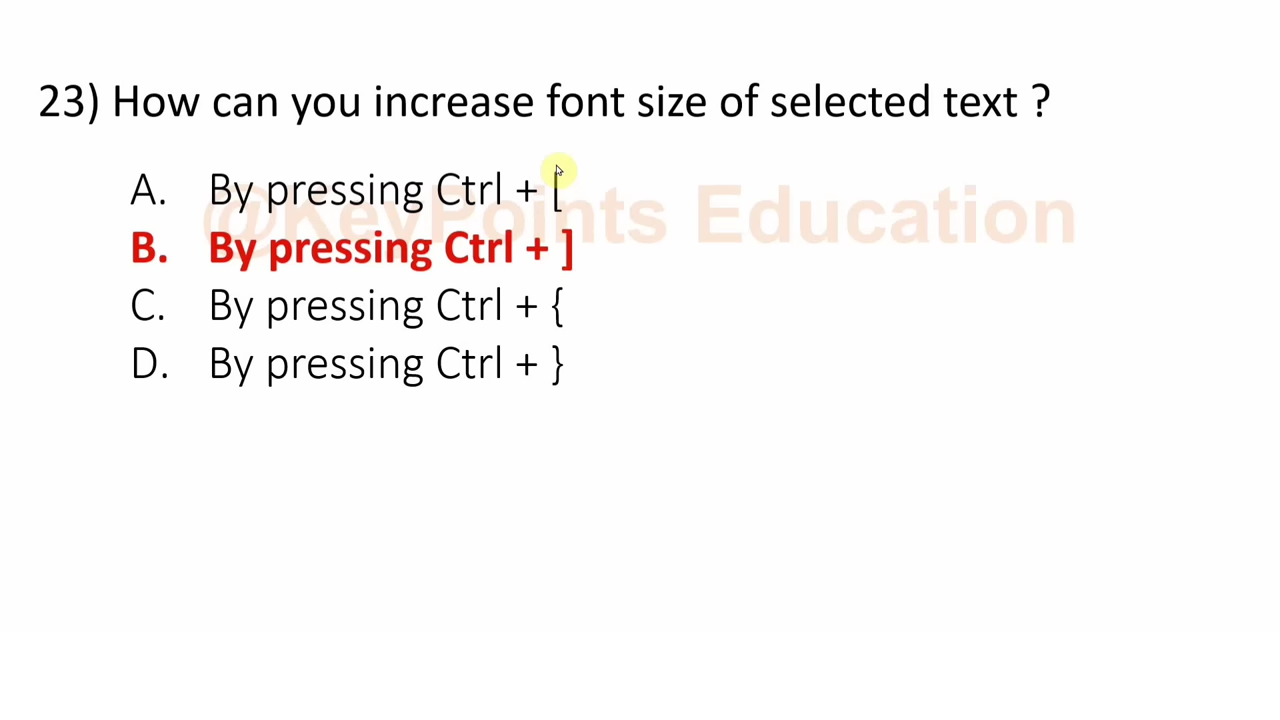 23) How can you increase font size of selected text ?
A. By pressing Ctrl + [
@KeyPoints Education
B. By pressing Ctrl + ]
C. By pressing Ctrl + {
D. By pressing Ctrl + }